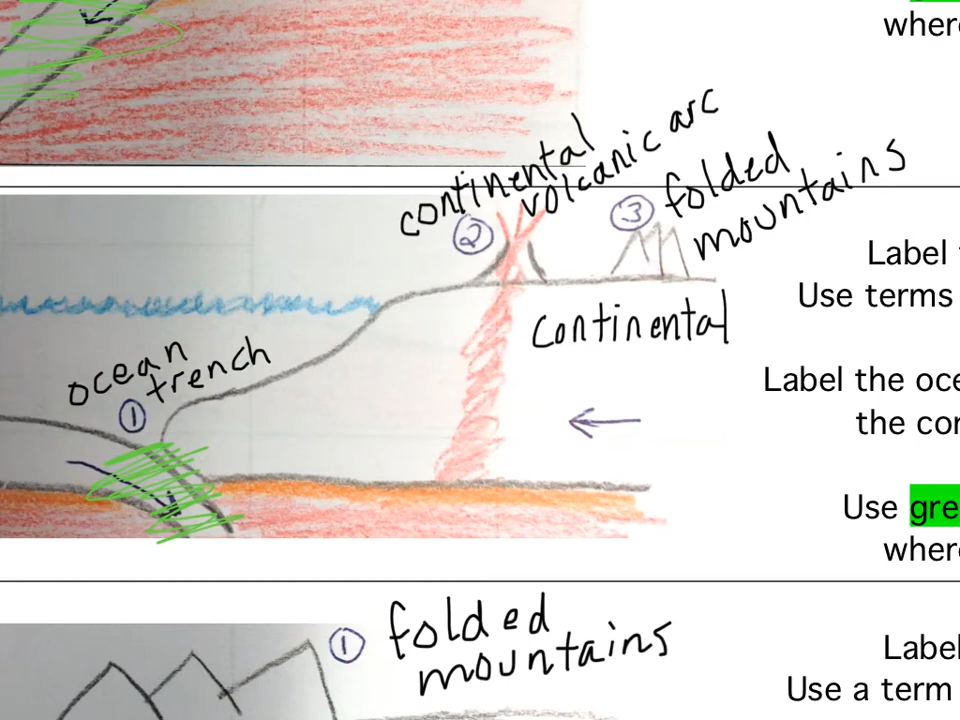 where
continental
volcanic arc
② ③ folded
mountains
Label
Use terms
continental
ocean
trench
①
Label the oce
the con
Use gre
where
① folded
mountains
Label
Use a term